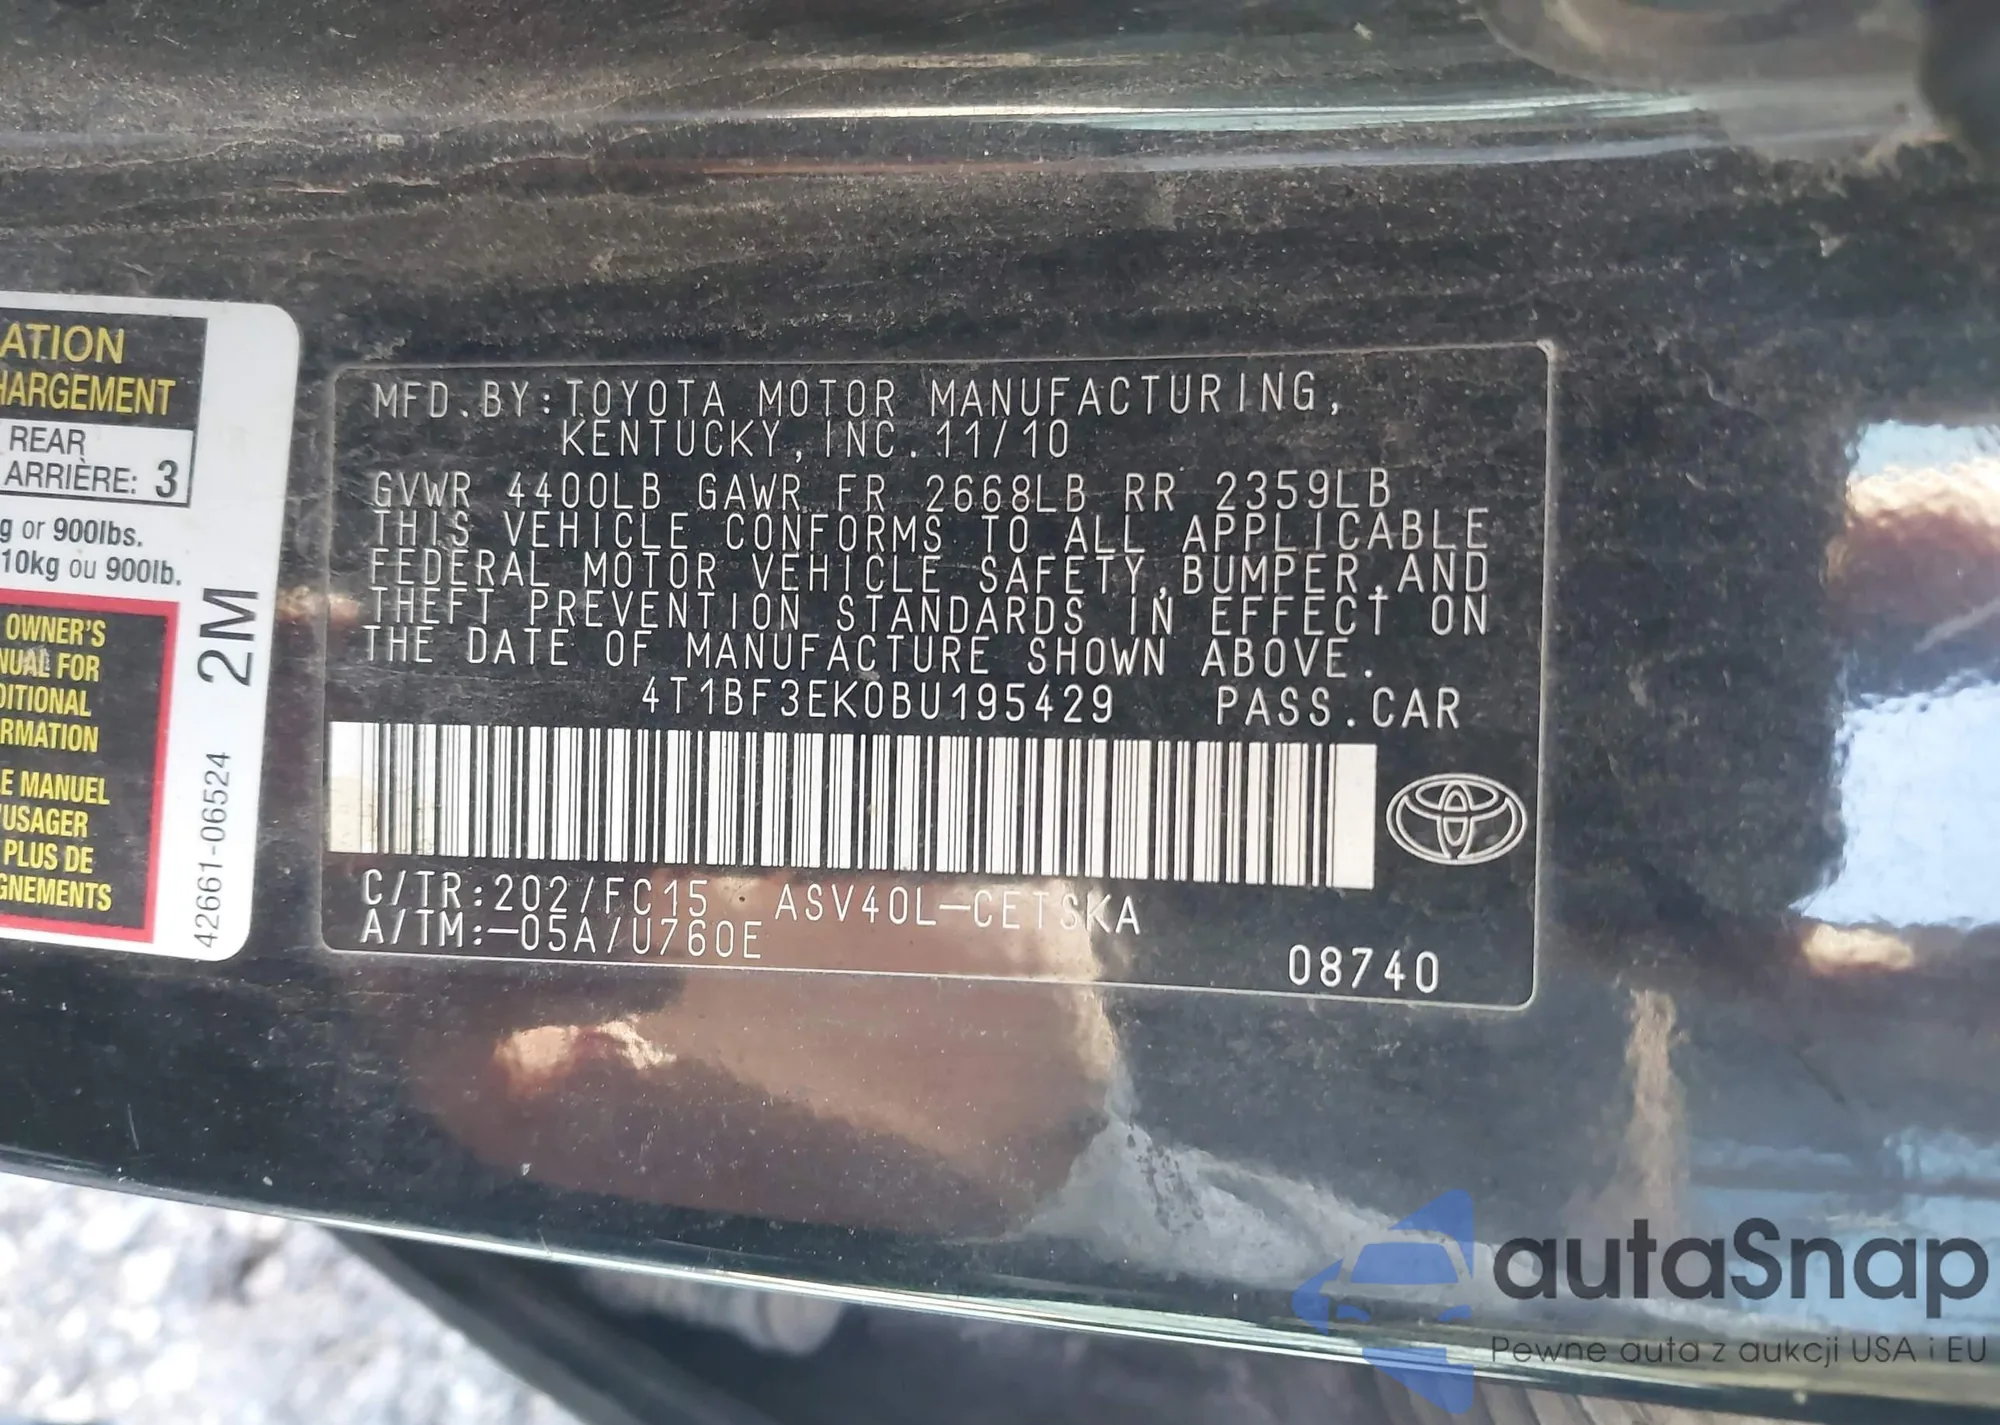 ATION
HARGEMENT
REAR
ARRIÈRE: 3
g or 900lbs.
10kg ou 900lb.
OWNER'S
NUAL FOR
DITIONAL
RMATION
E MANUEL
'USAGER
PLUS DE
GNEMENTS
2M
42661-06524
MFD.BY:TOYOTA MOTOR MANUFACTURING,
KENTUCKY,INC.11/10
GVWR 4400LB GAWR FR 2668LB RR 2359LB
THIS VEHICLE CONFORMS TO ALL APPLICABLE
FEDERAL MOTOR VEHICLE SAFETY,BUMPER,AND
THEFT PREVENTION STANDARDS IN EFFECT ON
THE DATE OF MANUFACTURE SHOWN ABOVE.
4T1BF3EK0BU195429 PASS.CAR
C/TR:202/FC15 ASV40L-CETSKA
A/TM:-05A/U760E
08740
autaSnap
Pewne auta z aukcji USA i EU